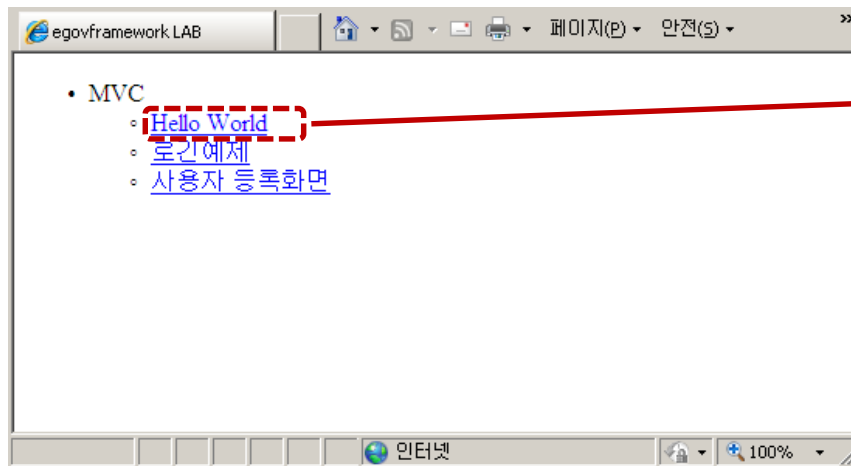 egovframework LAB 페이지(P) 안전(S) »
• MVC
◦ Hello World
◦ 로긴예제
◦ 사용자 등록화면
인터넷 100%